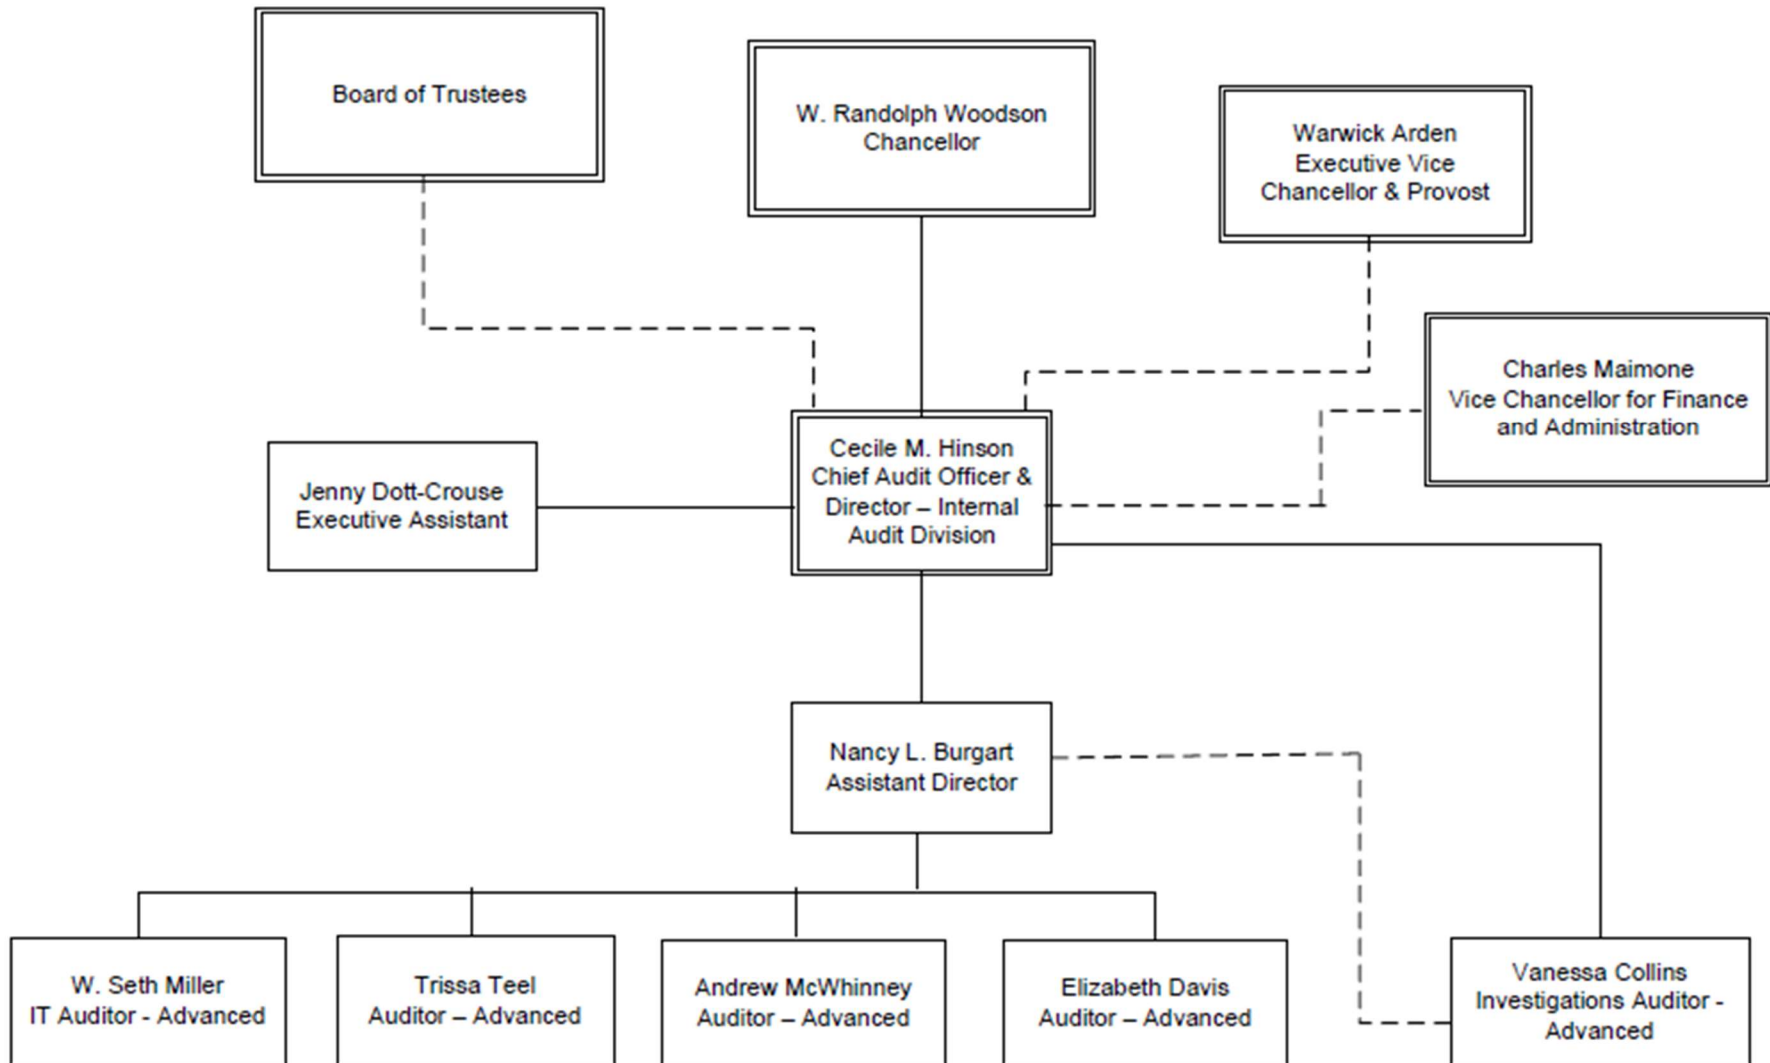 Board of Trustees
W. Randolph Woodson
Chancellor
Warwick Arden
Executive Vice
Chancellor & Provost
Charles Maimone
Vice Chancellor for Finance
and Administration
Cecile M. Hinson
Chief Audit Officer &
Director – Internal
Audit Division
Jenny Dott-Crouse
Executive Assistant
Nancy L. Burgart
Assistant Director
W. Seth Miller
IT Auditor - Advanced
Trissa Teel
Auditor – Advanced
Andrew McWhinney
Auditor – Advanced
Elizabeth Davis
Auditor – Advanced
Vanessa Collins
Investigations Auditor -
Advanced